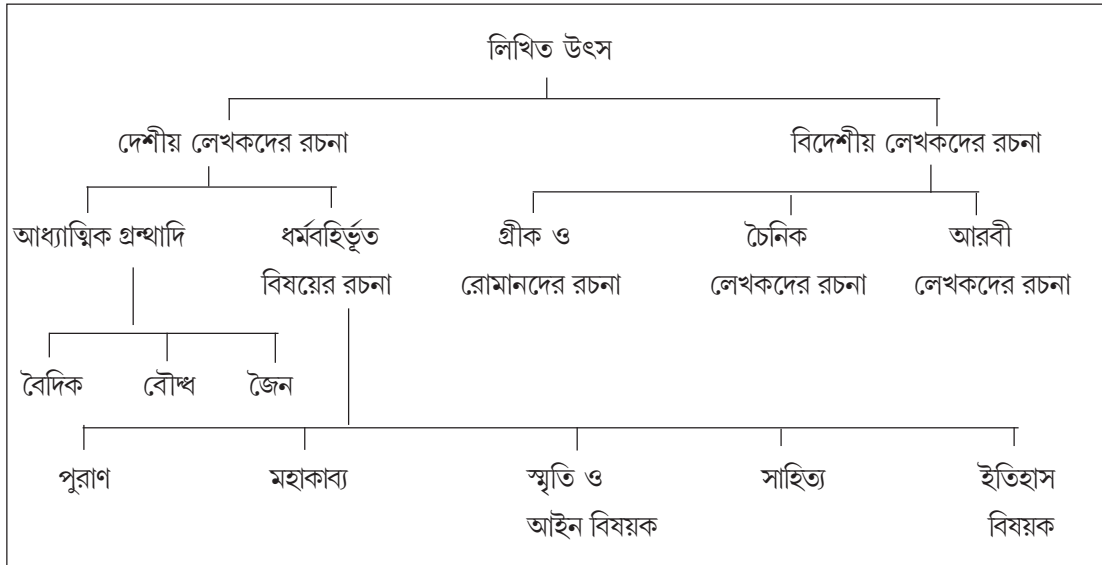 লিখিত উৎস
দেশীয় লেখকদের রচনা
বিদেশীয় লেখকদের রচনা
আধ্যাত্মিক গ্রন্থাদি
ধর্মবহির্ভূত
বিষয়ের রচনা
গ্রীক ও
রোমানদের রচনা
চৈনিক
লেখকদের রচনা
আরবী
লেখকদের রচনা
বৈদিক
বৌদ্ধ
জৈন
পুরাণ
মহাকাব্য
স্মৃতি ও
আইন বিষয়ক
সাহিত্য
ইতিহাস
বিষয়ক